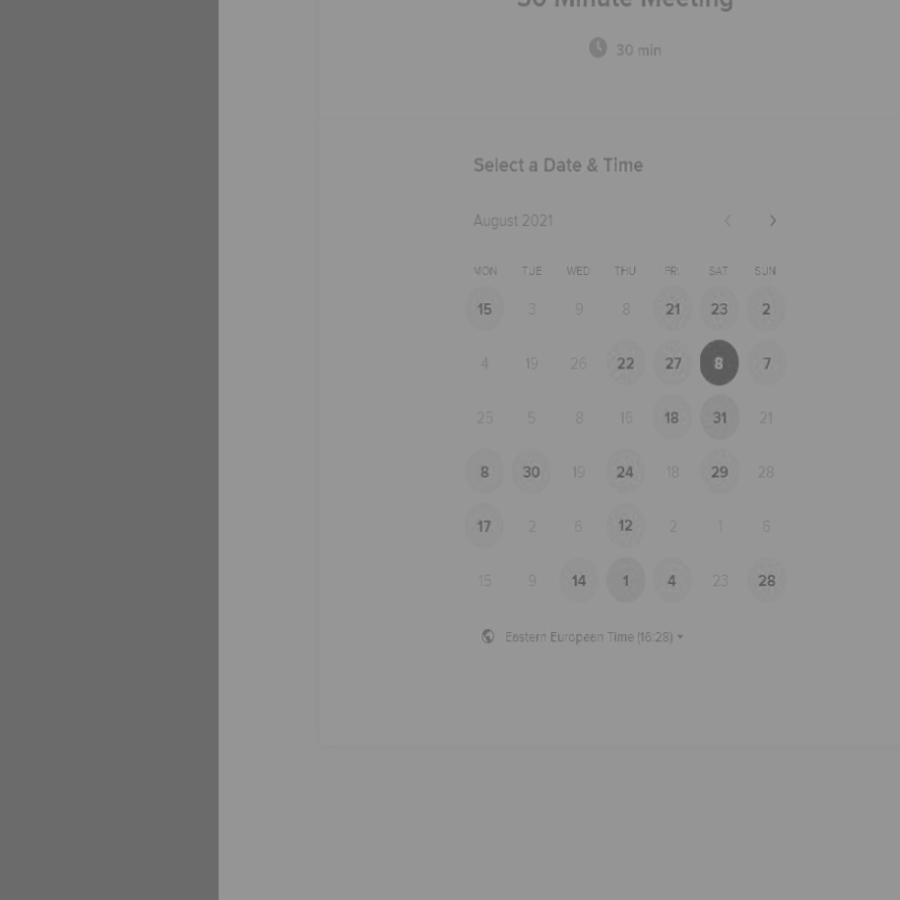 30 Minute Meeting
30 min
Select a Date & Time
August 2021
MON TUE WED THU FRI SAT SUN
15 3 9 8 21 23 2
4 19 26 22 27 8 7
25 5 8 16 18 31 21
8 30 19 24 18 29 28
17 2 6 12 2 1 6
15 9 14 1 4 23 28
Eastern European Time (16:28)